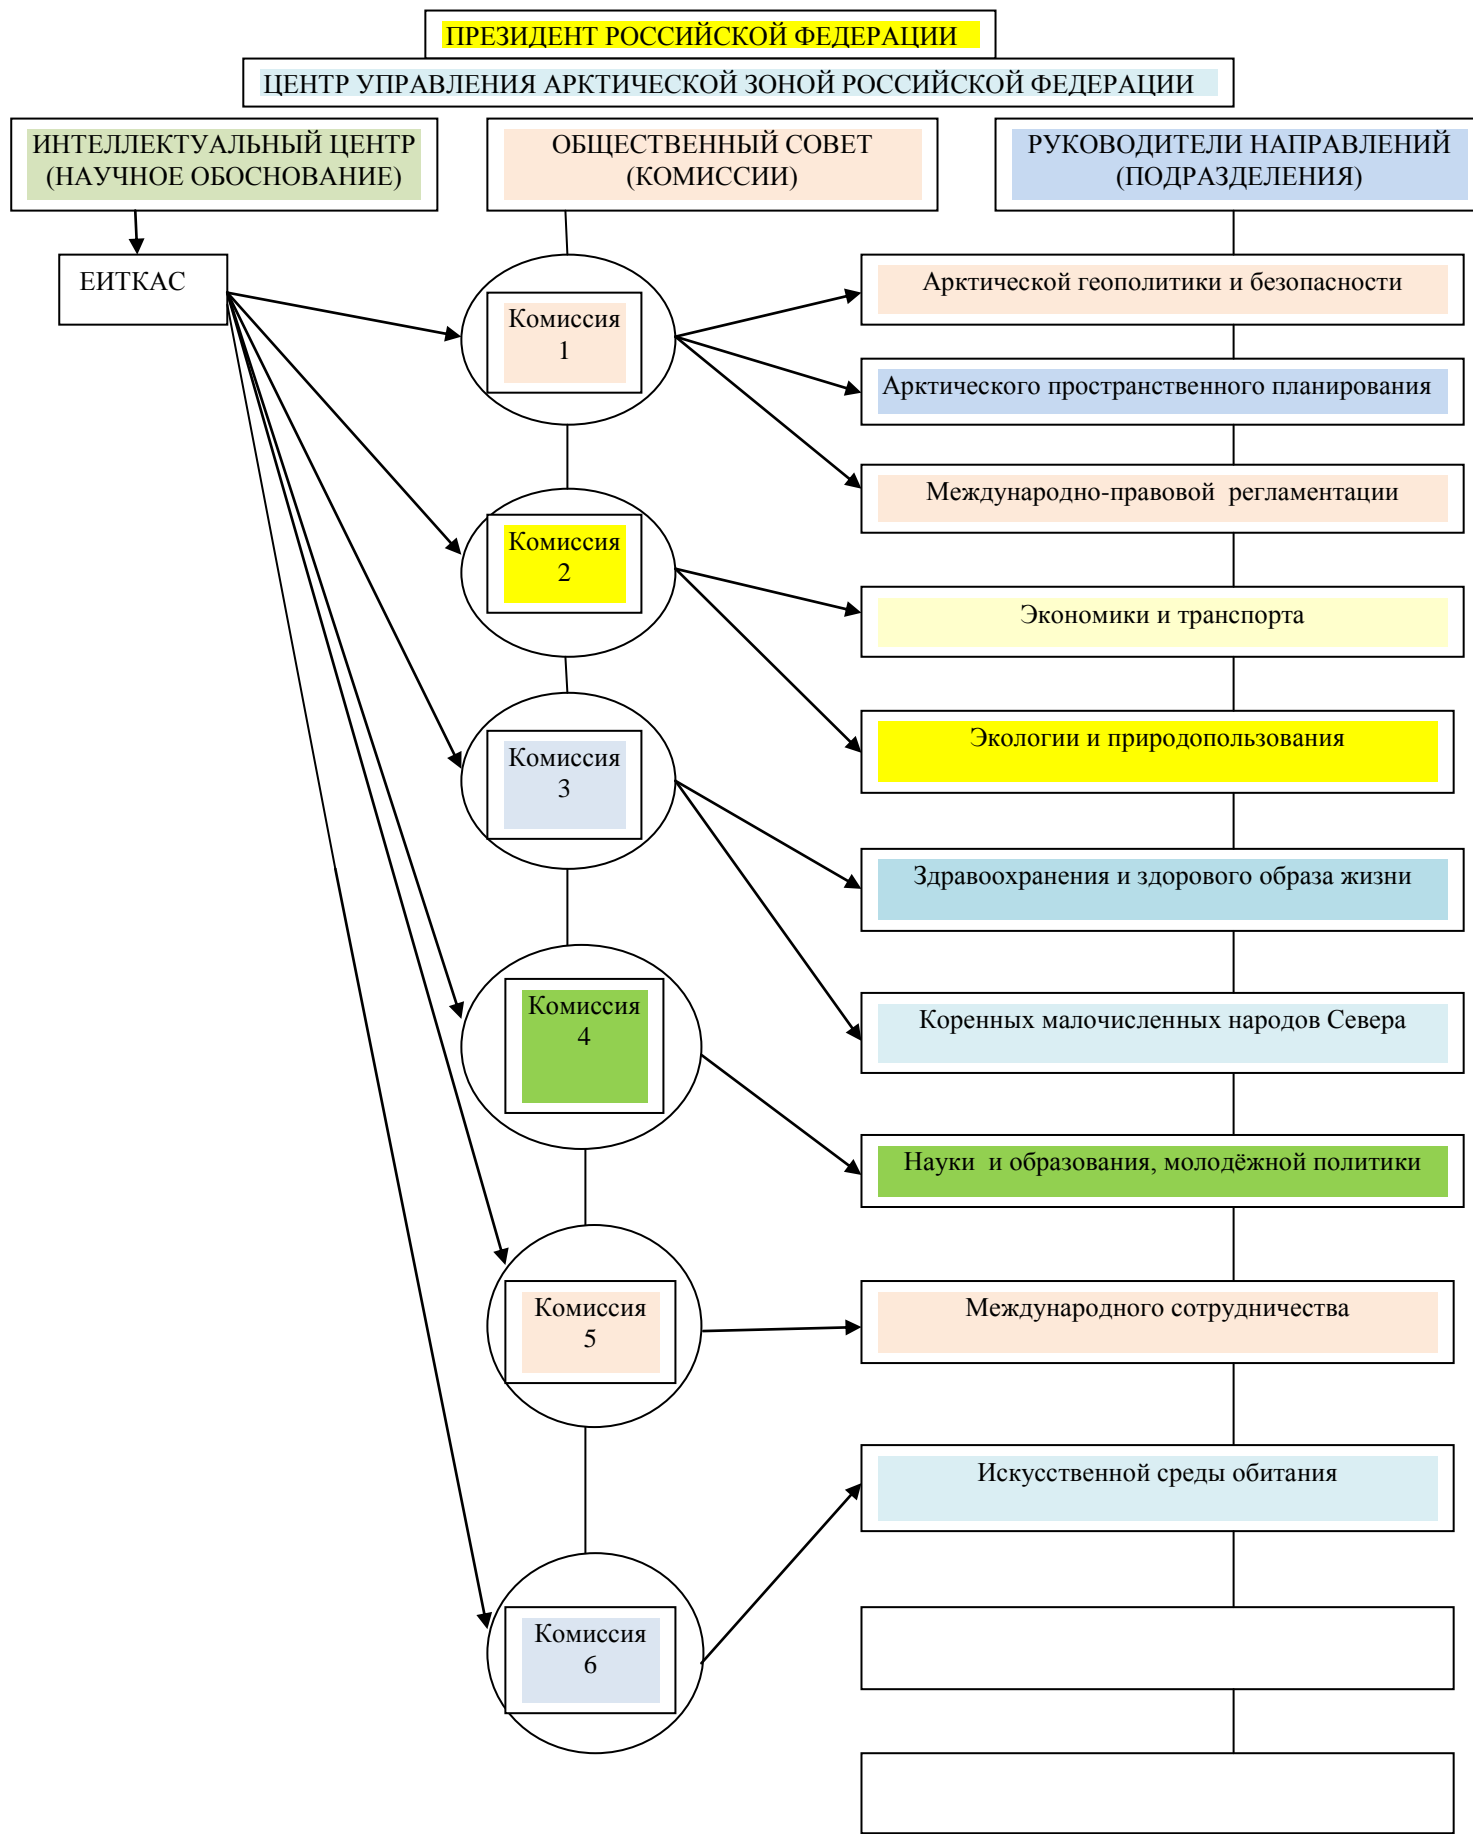 ПРЕЗИДЕНТ РОССИЙСКОЙ ФЕДЕРАЦИИ
ЦЕНТР УПРАВЛЕНИЯ АРКТИЧЕСКОЙ ЗОНОЙ РОССИЙСКОЙ ФЕДЕРАЦИИ
ИНТЕЛЛЕКТУАЛЬНЫЙ ЦЕНТР
(НАУЧНОЕ ОБОСНОВАНИЕ)
ОБЩЕСТВЕННЫЙ СОВЕТ
(КОМИССИИ)
РУКОВОДИТЕЛИ НАПРАВЛЕНИЙ
(ПОДРАЗДЕЛЕНИЯ)
ЕИТКАС
Комиссия
1
Арктической геополитики и безопасности
Арктического пространственного планирования
Международно-правовой регламентации
Комиссия
2
Экономики и транспорта
Экологии и природопользования
Комиссия
3
Здравоохранения и здорового образа жизни
Коренных малочисленных народов Севера
Комиссия
4
Науки и образования, молодёжной политики
Комиссия
5
Международного сотрудничества
Комиссия
6
Искусственной среды обитания